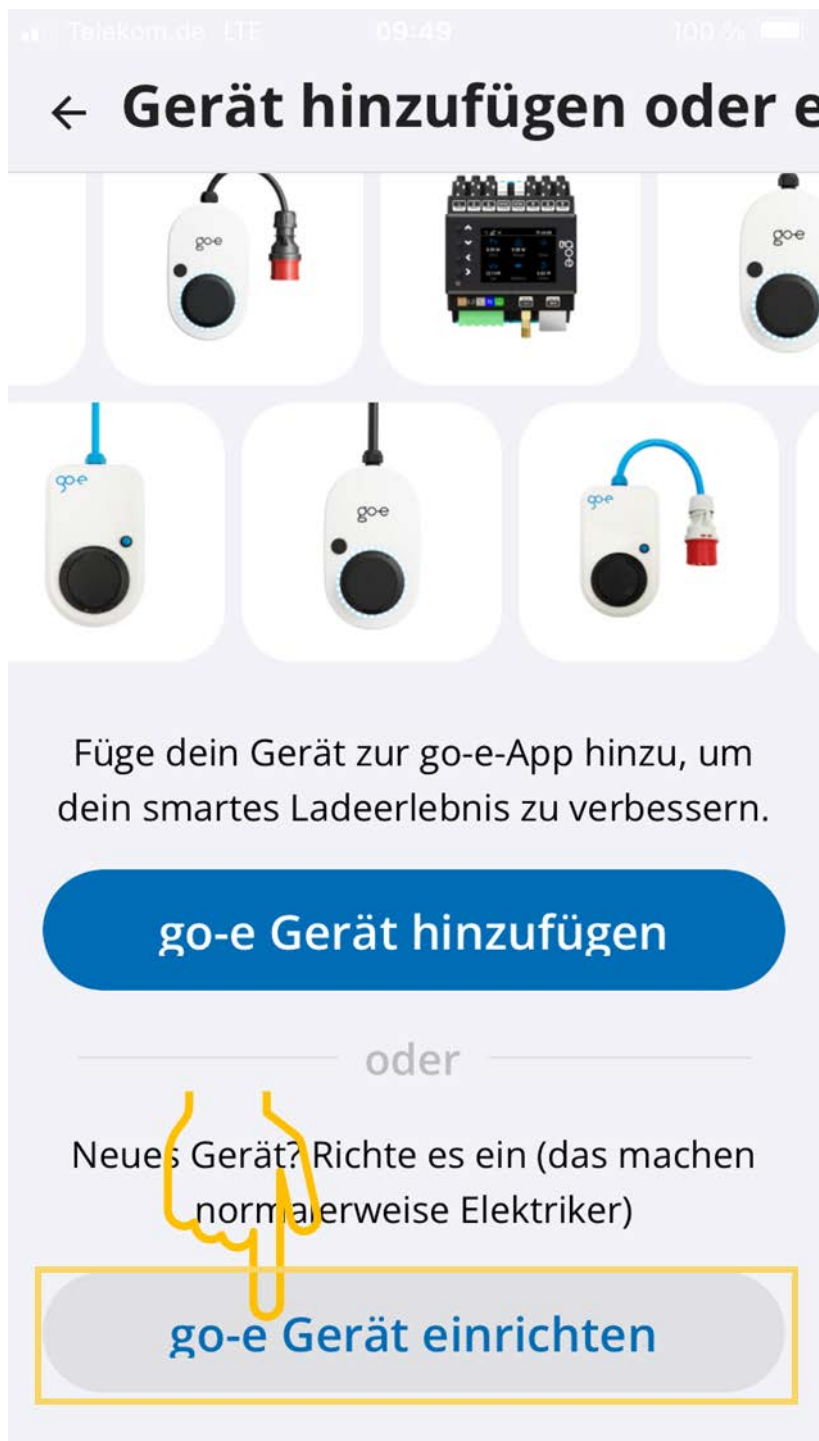 Telekom.de LTE 09:49 100 %
← Gerät hinzufügen oder e
go-e
go-e
go-e
go-e
go-e
go-e
Füge dein Gerät zur go-e-App hinzu, um
dein smartes Ladeerlebnis zu verbessern.
go-e Gerät hinzufügen
oder
Neues Gerät? Richte es ein (das machen
normalerweise Elektriker)
go-e Gerät einrichten